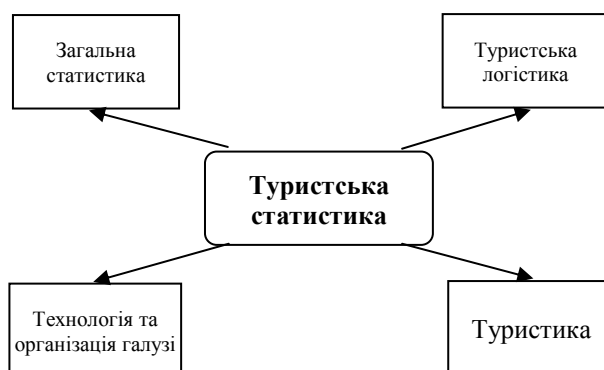 Загальна
статистика
Туристська
логістика
Туристська
статистика
Технологія та
організація галузі
Туристика